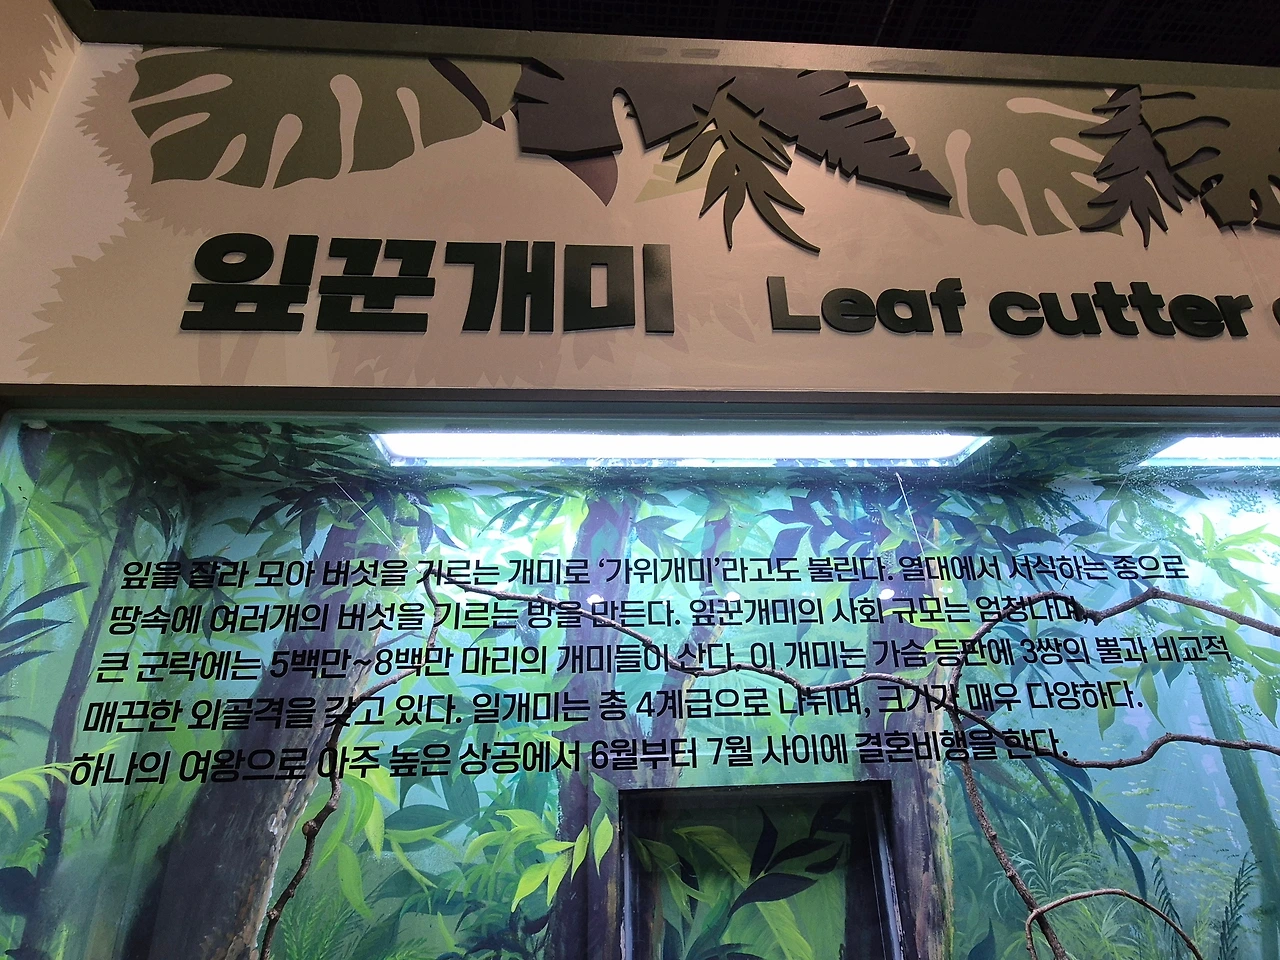 잎꾼개미 Leaf cutter
잎을 잘라 모아 버섯을 기르는 개미로 ‘가위개미’라고도 불린다. 열대에서 서식하는 종으로
땅속에 여러개의 버섯을 기르는 방을 만든다. 잎꾼개미의 사회 규모는 엄청나며,
큰 군락에는 5백만~8백만 마리의 개미들이 산다. 이 개미는 가슴 등판에 3쌍의 뿔과 비교적
매끈한 외골격을 갖고 있다. 일개미는 총 4계급으로 나뉘며, 크기가 매우 다양하다.
하나의 여왕으로 아주 높은 상공에서 6월부터 7월 사이에 결혼비행을 한다.